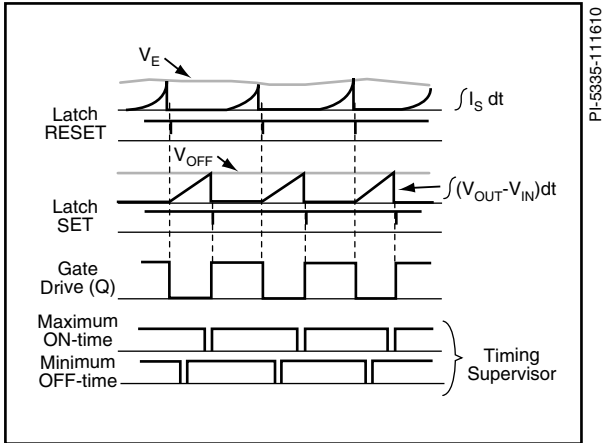 V_E
∫I_S dt
Latch
RESET
V_OFF
∫(V_OUT-V_IN)dt
Latch
SET
Gate
Drive (Q)
Maximum
ON-time
Minimum
OFF-time
Timing
Supervisor
PI-5335-111610